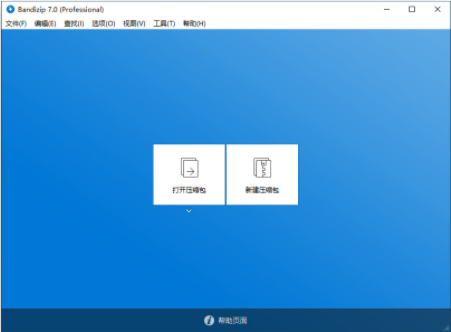 Bandizip 7.0 (Professional)
文件(F) 编辑(E) 查找(I) 选项(O) 视图(V) 工具(T) 帮助(H)
打开压缩包 新建压缩包
帮助页面